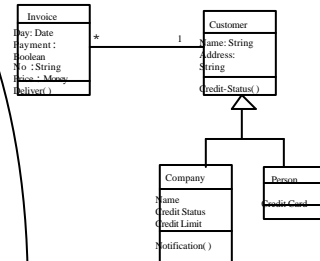 Invoice
Day: Date
Payment :
Boolean
No : String
Price : Money
Deliver( )
*
1
Customer
Name: String
Address:
String
Credit-Status( )
Company
Name
Credit Status
Credit Limit
Notification( )
Person
Credit Card